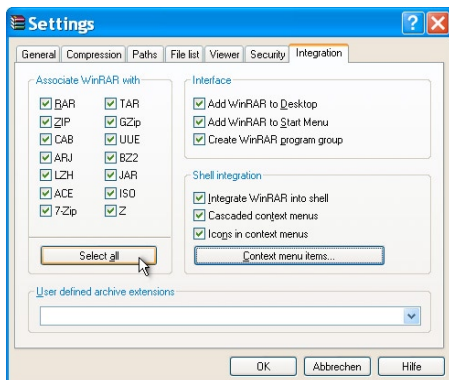 Settings
General Compression Paths File list Viewer Security Integration
Associate WinRAR with
RAR TAR
ZIP GZip
CAB UUE
ARJ BZ2
LZH JAR
ACE ISO
7-Zip Z
Select all
Interface
Add WinRAR to Desktop
Add WinRAR to Start Menu
Create WinRAR program group
Shell integration
Integrate WinRAR into shell
Cascaded context menus
Icons in context menus
Context menu items...
User defined archive extensions
OK Abbrechen Hilfe